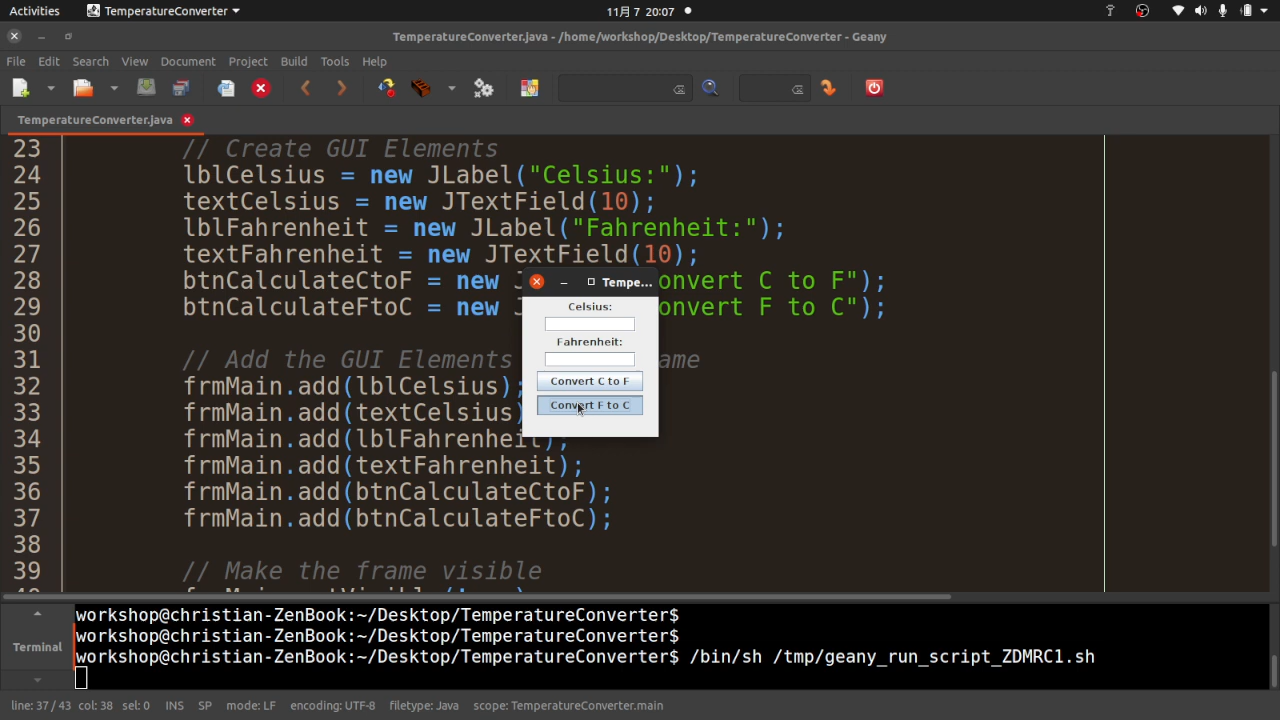 Activities TemperatureConverter 11月 7 20:07
TemperatureConverter.java - /home/workshop/Desktop/TemperatureConverter - Geany
File Edit Search View Document Project Build Tools Help
TemperatureConverter.java
23 // Create GUI Elements
24 lblCelsius = new JLabel("Celsius:");
25 textCelsius = new JTextField(10);
26 lblFahrenheit = new JLabel("Fahrenheit:");
27 textFahrenheit = new JTextField(10);
28 btnCalculateCtoF = new J onvert C to F");
29 btnCalculateFtoC = new J onvert F to C");
30
31 // Add the GUI Elements ame
32 frmMain.add(lblCelsius);
33 frmMain.add(textCelsius)
34 frmMain.add(lblFahrenheit);
35 frmMain.add(textFahrenheit);
36 frmMain.add(btnCalculateCtoF);
37 frmMain.add(btnCalculateFtoC);
38
39 // Make the frame visible
Tempe...
Celsius:
Fahrenheit:
Convert C to F
Convert F to C
Terminal
workshop@christian-ZenBook:~/Desktop/TemperatureConverter$
workshop@christian-ZenBook:~/Desktop/TemperatureConverter$
workshop@christian-ZenBook:~/Desktop/TemperatureConverter$ /bin/sh /tmp/geany_run_script_ZDMRC1.sh
line: 37 / 43 col: 38 sel: 0 INS SP mode: LF encoding: UTF-8 filetype: Java scope: TemperatureConverter.main